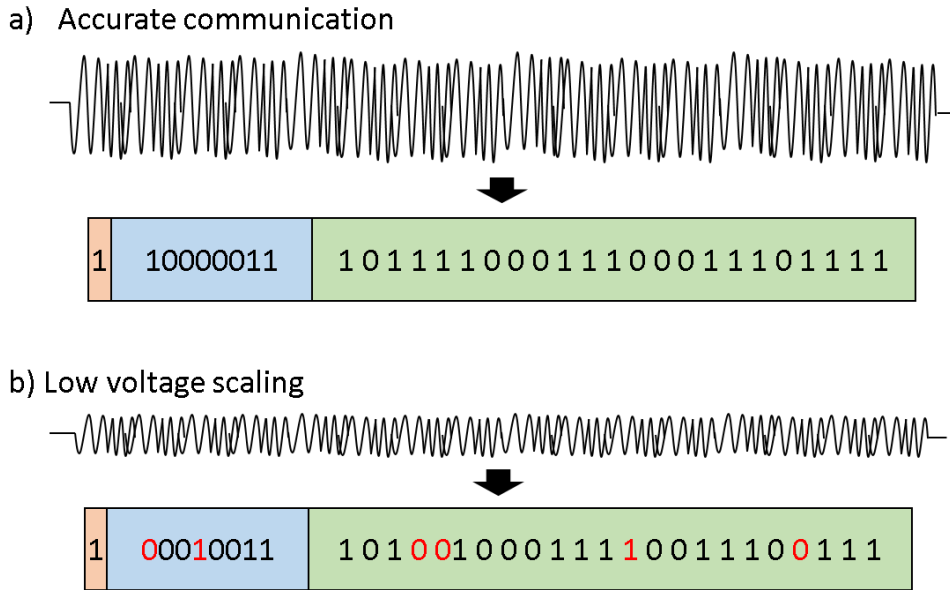 a) Accurate communication
1 10000011 1 0 1 1 1 1 0 0 0 1 1 1 0 0 0 1 1 1 0 1 1 1 1
b) Low voltage scaling
1 00010011 1 0 1 0 0 1 0 0 0 1 1 1 1 0 0 1 1 1 0 0 1 1 1